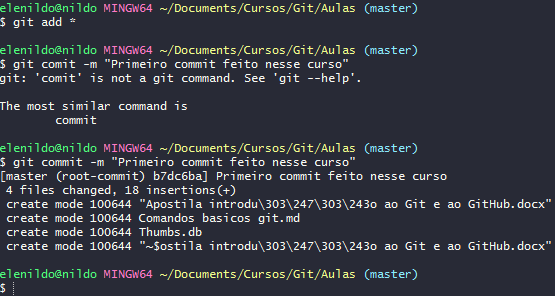 elenildo@nildo MINGW64 ~/Documents/Cursos/Git/Aulas (master)
$ git add *
elenildo@nildo MINGW64 ~/Documents/Cursos/Git/Aulas (master)
$ git comit -m "Primeiro commit feito nesse curso"
git: 'comit' is not a git command. See 'git --help'.
The most similar command is
commit
elenildo@nildo MINGW64 ~/Documents/Cursos/Git/Aulas (master)
$ git commit -m "Primeiro commit feito nesse curso"
[master (root-commit) b7dc6ba] Primeiro commit feito nesse curso
4 files changed, 18 insertions(+)
create mode 100644 "Apostila introdu\303\247\303\243o ao Git e ao GitHub.docx"
create mode 100644 Comandos basicos git.md
create mode 100644 Thumbs.db
create mode 100644 "~$ostila introdu\303\247\303\243o ao Git e ao GitHub.docx"
elenildo@nildo MINGW64 ~/Documents/Cursos/Git/Aulas (master)
$